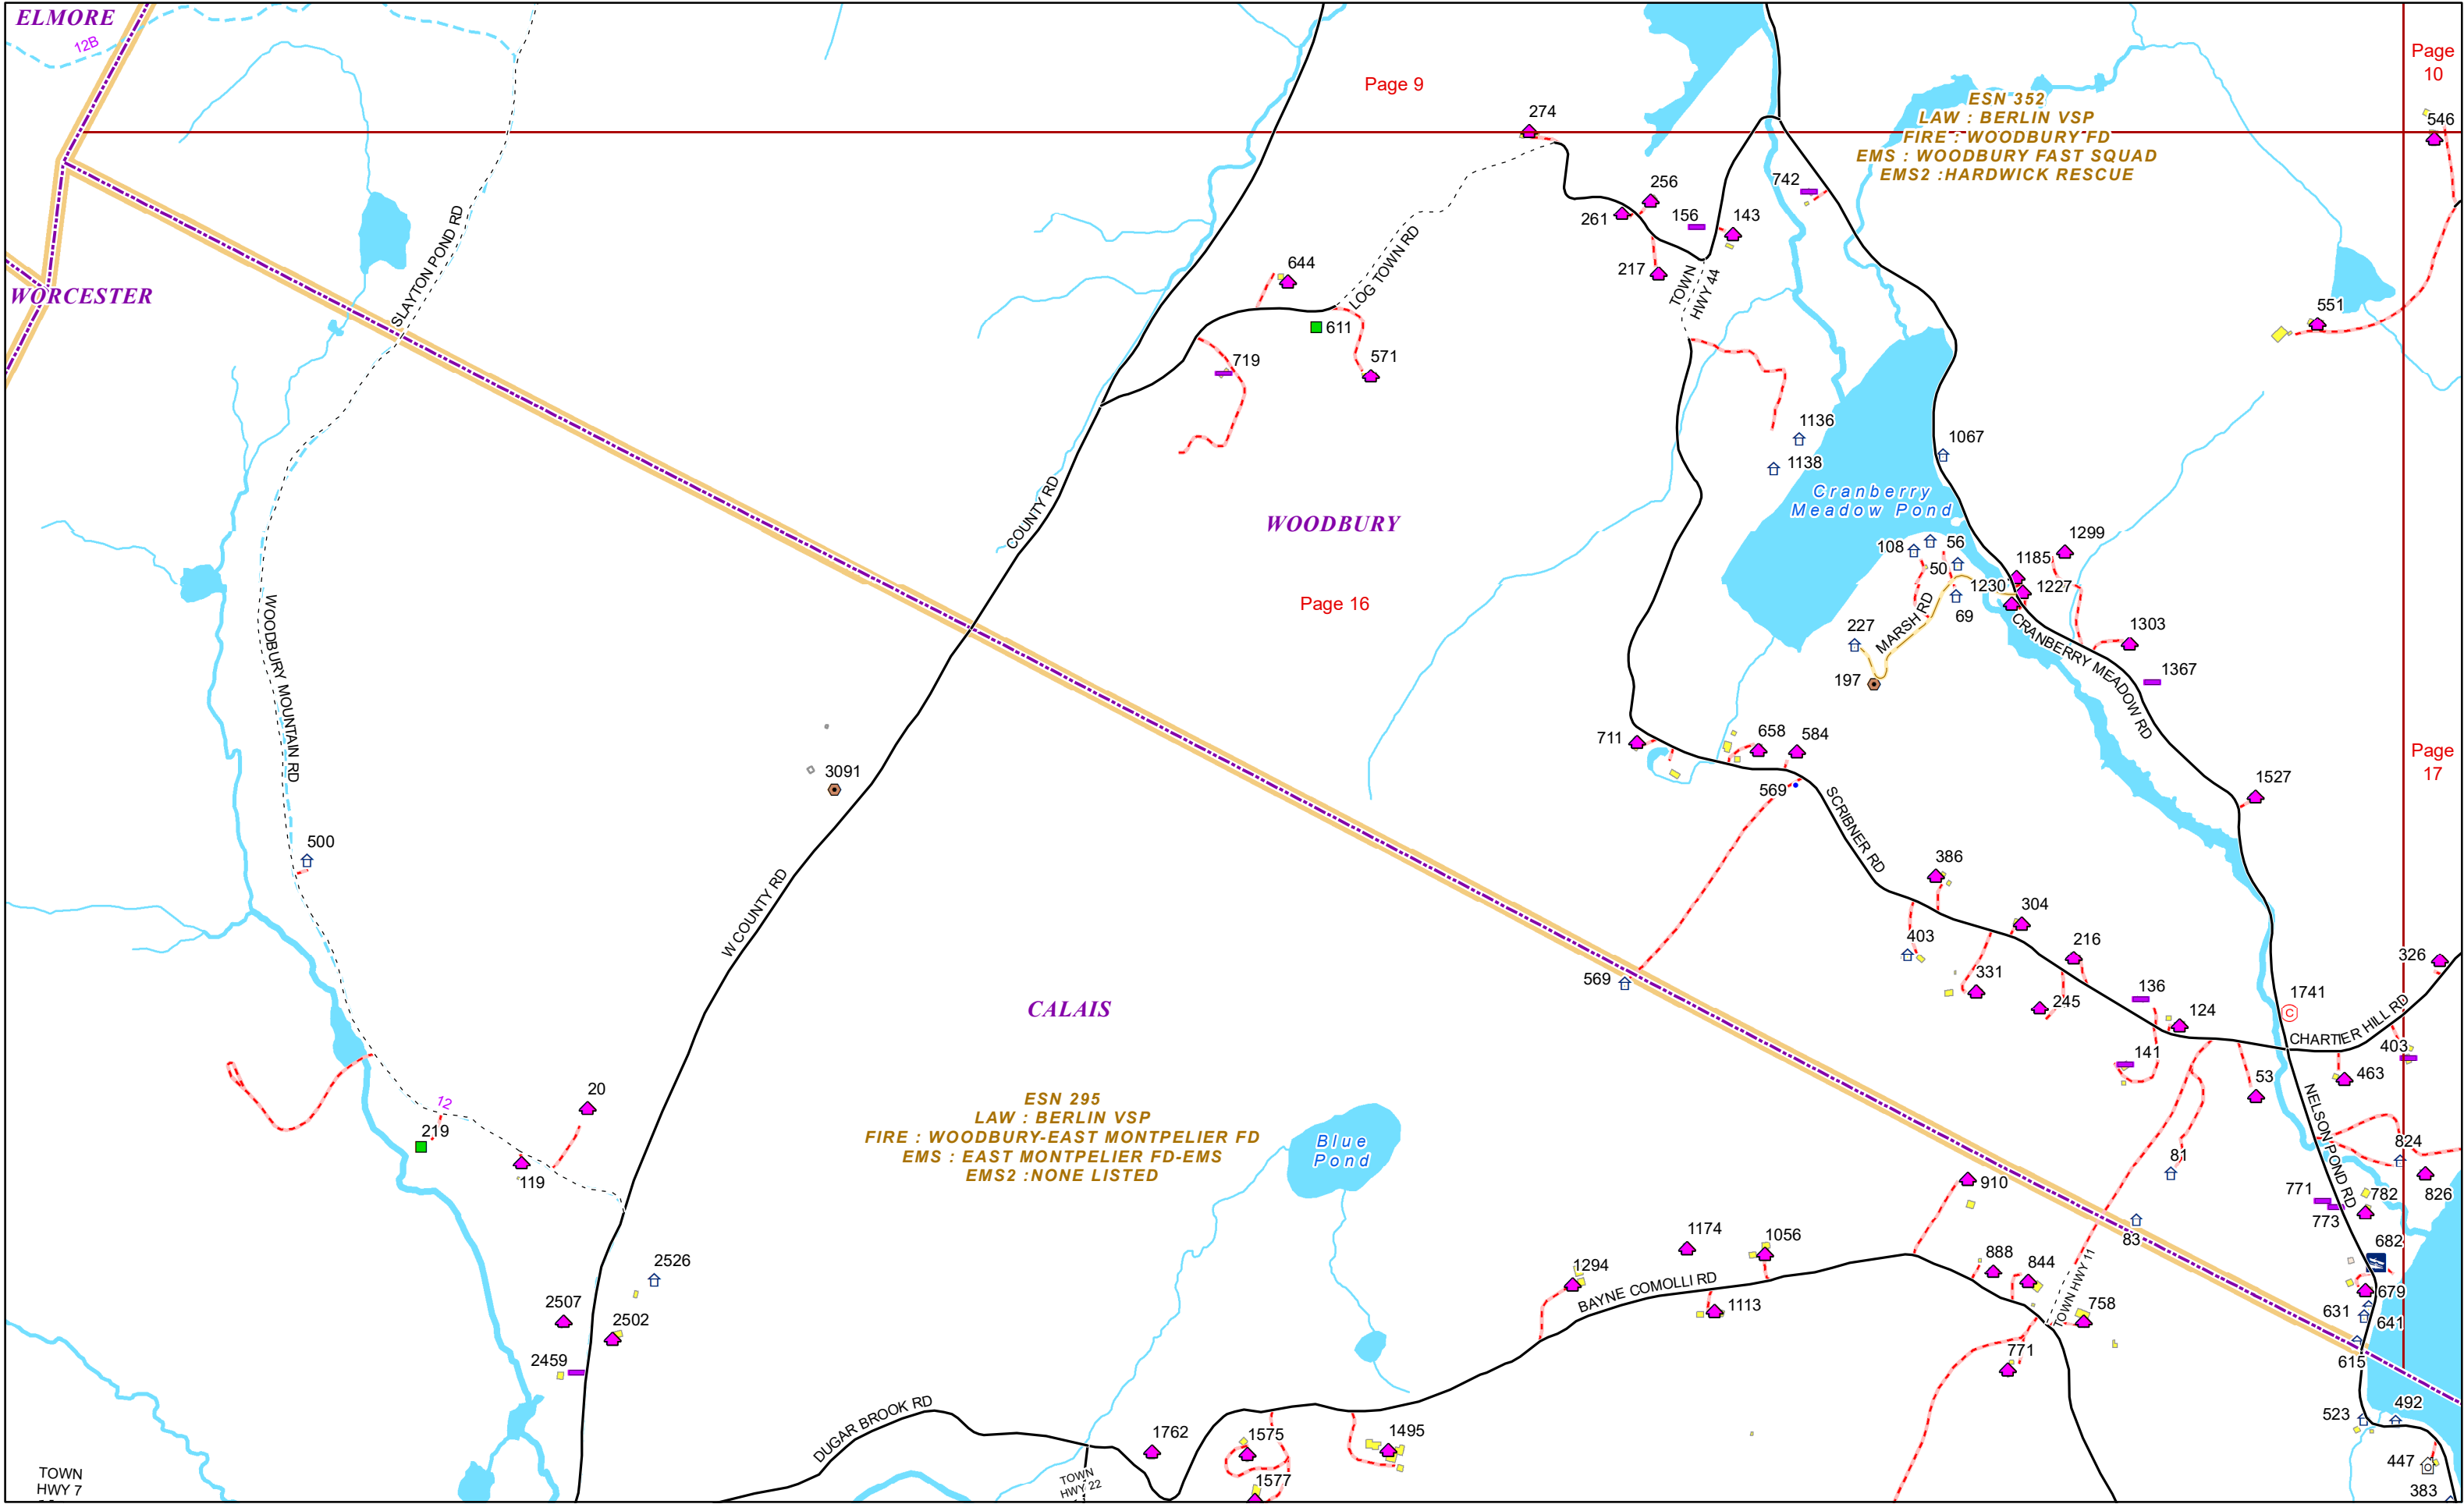 ELMORE
12B
Page 9
Page
10
ESN 352
LAW : BERLIN VSP
FIRE : WOODBURY FD
EMS : WOODBURY FAST SQUAD
EMS2 :HARDWICK RESCUE
274
546
742
256
261
156
143
217
TOWN
HWY 44
WORCESTER
SLAYTON POND RD
LOG TOWN RD
644
611
571
719
551
1136
1138
1067
COUNTY RD
WOODBURY
Cranberry
Meadow Pond
Page 16
1299
108
56
50
1185
1230
1227
69
MARSH RD
227
197
1303
CRANBERRY MEADOW RD
1367
WOODBURY MOUNTAIN RD
711
658
584
569
SCRIBNER RD
Page
17
3091
1527
500
386
W COUNTY RD
304
403
216
326
569
331
245
136
1741
124
CHARTIER HILL RD
CALAIS
141
403
463
53
20
12
219
119
ESN 295
LAW : BERLIN VSP
FIRE : WOODBURY-EAST MONTPELIER FD
EMS : EAST MONTPELIER FD-EMS
EMS2 :NONE LISTED
Blue
Pond
NELSON POND RD
824
81
910
771
782
826
773
83
682
2526
1174
1056
1294
BAYNE COMOLLI RD
1113
888
844
TOWN HWY 11
758
679
631
641
615
771
2507
2502
2459
DUGAR BROOK RD
1762
1575
1495
1577
523
492
447
383
TOWN
HWY 22
TOWN
HWY 7
C